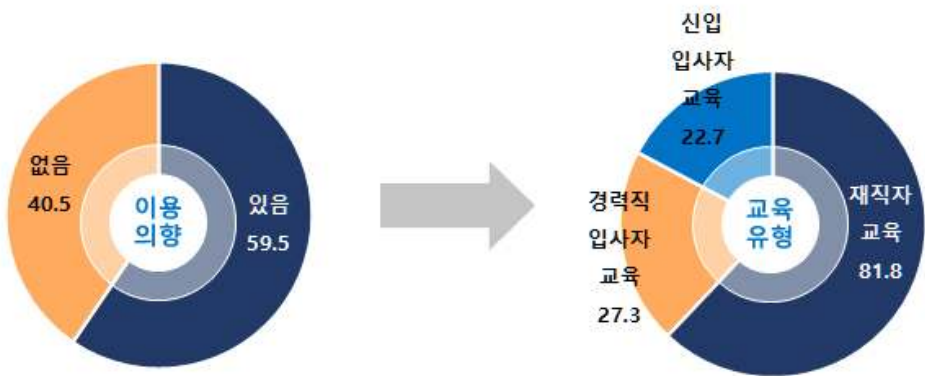 없음
40.5
이용
의향
있음
59.5
신입
입사자
교육
22.7
경력직
입사자
교육
27.3
교육
유형
재직자
교육
81.8